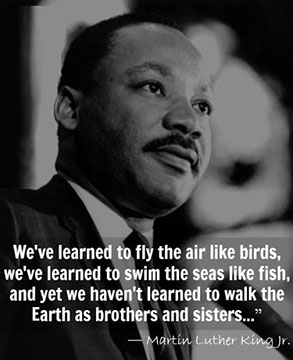 We've learned to fly the air like birds,
we've learned to swim the seas like fish,
and yet we haven't learned to walk the
Earth as brothers and sisters...”
— Martin Luther King Jr.